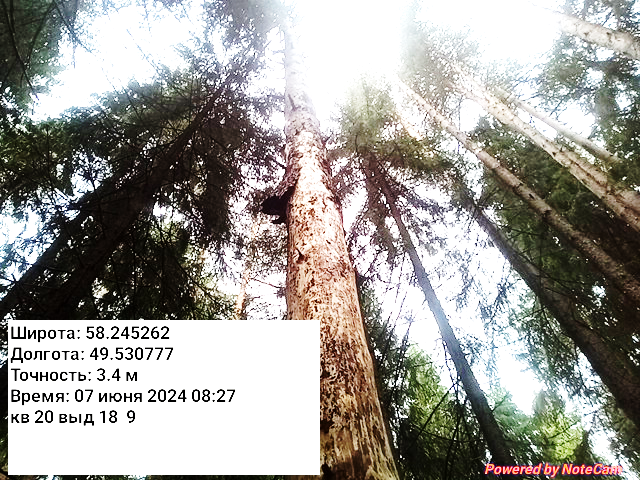 Широта: 58.245262
Долгота: 49.530777
Точность: 3.4 м
Время: 07 июня 2024 08:27
кв 20 выд 18 9
Powered by NoteCam